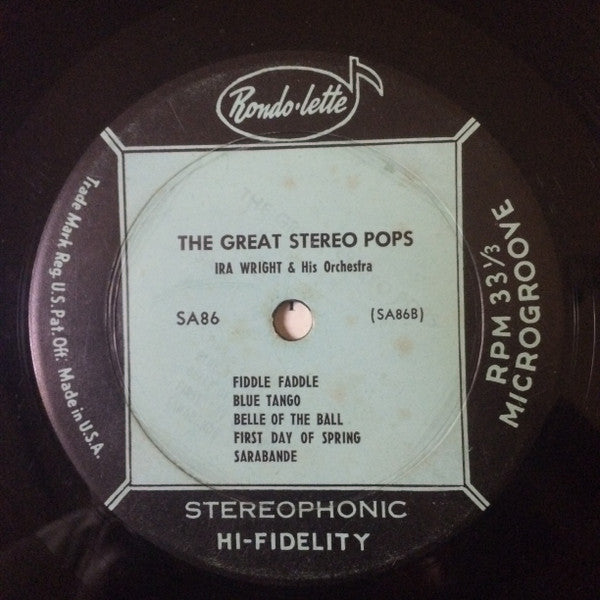 Rondo·lette
THE GREAT STEREO POPS
IRA WRIGHT & His Orchestra
SA86
(SA86B)
FIDDLE FADDLE
BLUE TANGO
BELLE OF THE BALL
FIRST DAY OF SPRING
SARABANDE
Trade Mark Reg. U.S. Pat. Off. Made in U.S.A.
RPM 33 1/3
MICROGROOVE
STEREOPHONIC
HI-FIDELITY